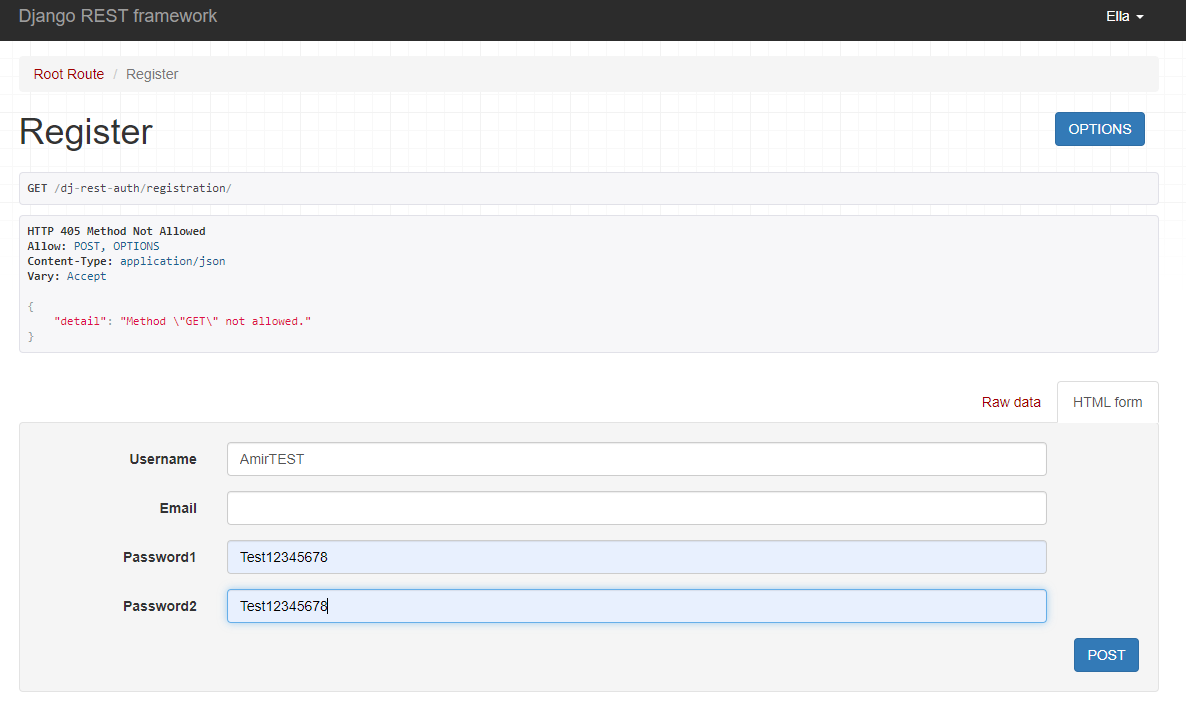 Django REST framework Ella
Root Route / Register
Register OPTIONS
GET /dj-rest-auth/registration/
HTTP 405 Method Not Allowed
Allow: POST, OPTIONS
Content-Type: application/json
Vary: Accept
{
"detail": "Method \"GET\" not allowed."
}
Raw data HTML form
Username AmirTEST
Email
Password1 Test12345678
Password2 Test12345678
POST